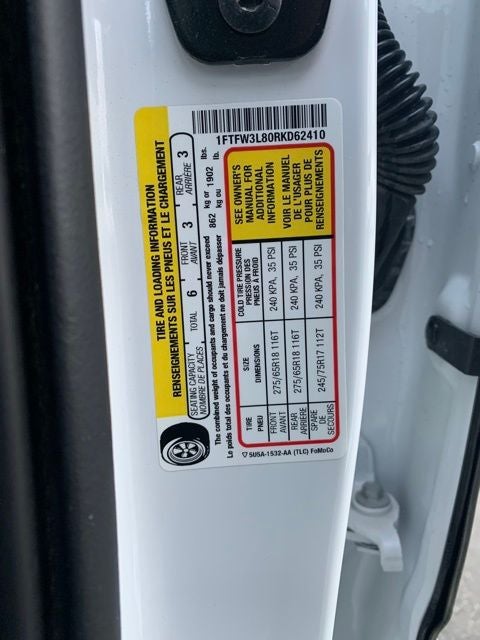 1FTFW3L80RKD62410
TIRE AND LOADING INFORMATION
RENSEIGNEMENTS SUR LES PNEUS ET LE CHARGEMENT
SEATING CAPACITY TOTAL 6 FRONT 3 REAR 3
NOMBRE DE PLACES AVANT ARRIÈRE
The combined weight of occupants and cargo should never exceed 862 kg or 1902 lbs.
Le poids total des occupants et du chargement ne doit jamais dépasser kg ou lb.
TIRE SIZE COLD TIRE PRESSURE
PNEU DIMENSIONS PRESSION DES
PNEUS À FROID
FRONT 275/65R18 116T 240 KPA, 35 PSI
AVANT
REAR 275/65R18 116T 240 KPA, 35 PSI
ARRIÈRE
SPARE 245/75R17 112T 240 KPA, 35 PSI
DE
SECOURS
SEE OWNER'S
MANUAL FOR
ADDITIONAL
INFORMATION
VOIR LE MANUEL
DE L'USAGER
POUR PLUS DE
RENSEIGNEMENTS
5U5A-1532-AA (TLC) FoMoCo